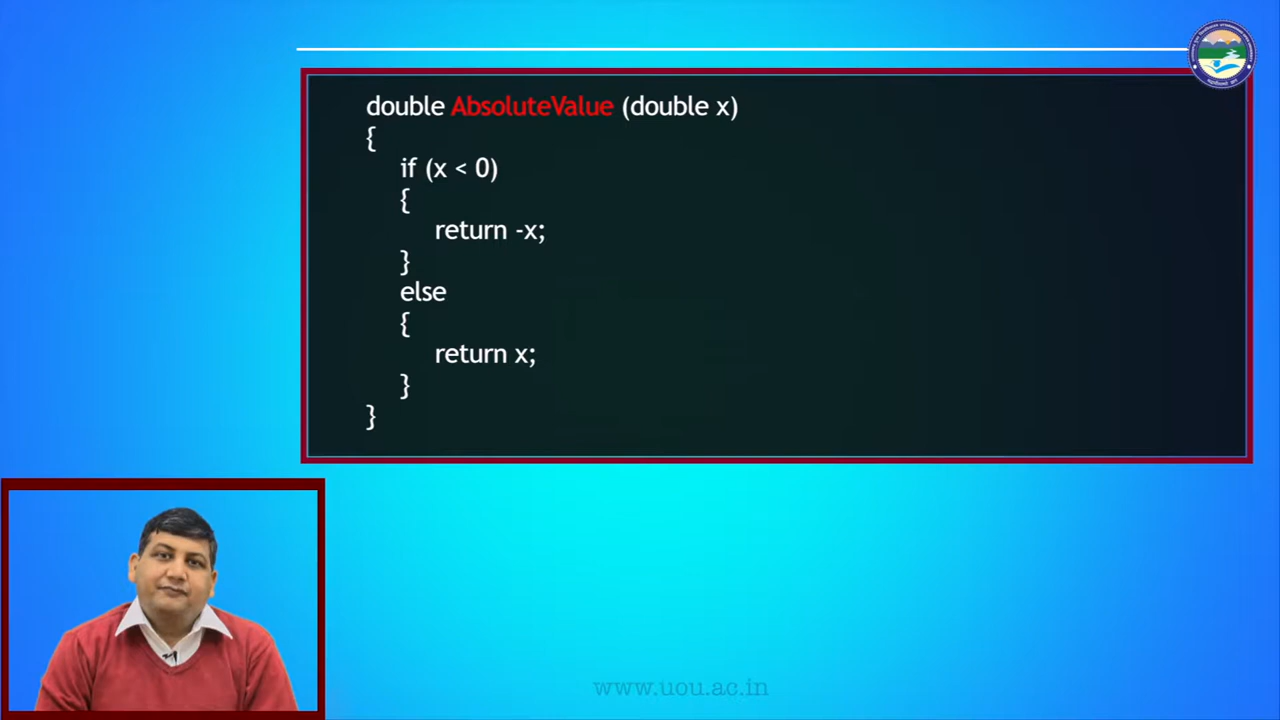 double AbsoluteValue (double x)
{
if (x < 0)
{
return -x;
}
else
{
return x;
}
}
www.uou.ac.in